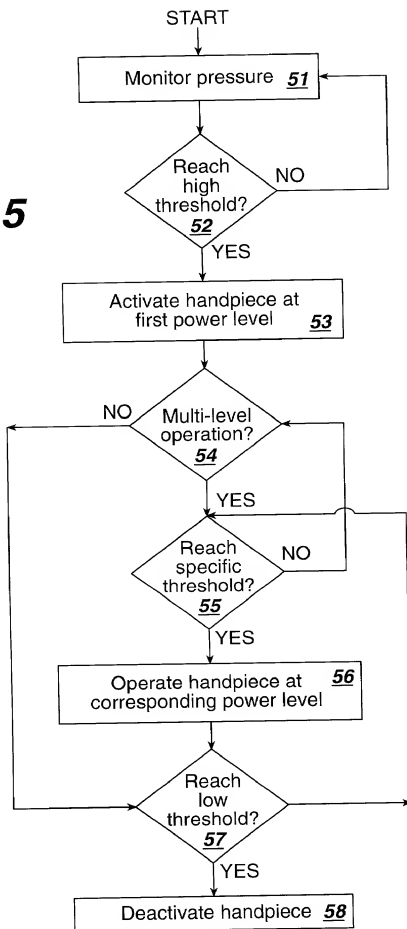 START
Monitor pressure 51
Reach
high
threshold?
52
NO
5
YES
Activate handpiece at
first power level 53
NO
Multi-level
operation?
54
YES
Reach
specific
threshold?
55
NO
YES
Operate handpiece at 56
corresponding power level
Reach
low
threshold?
57
YES
Deactivate handpiece 58